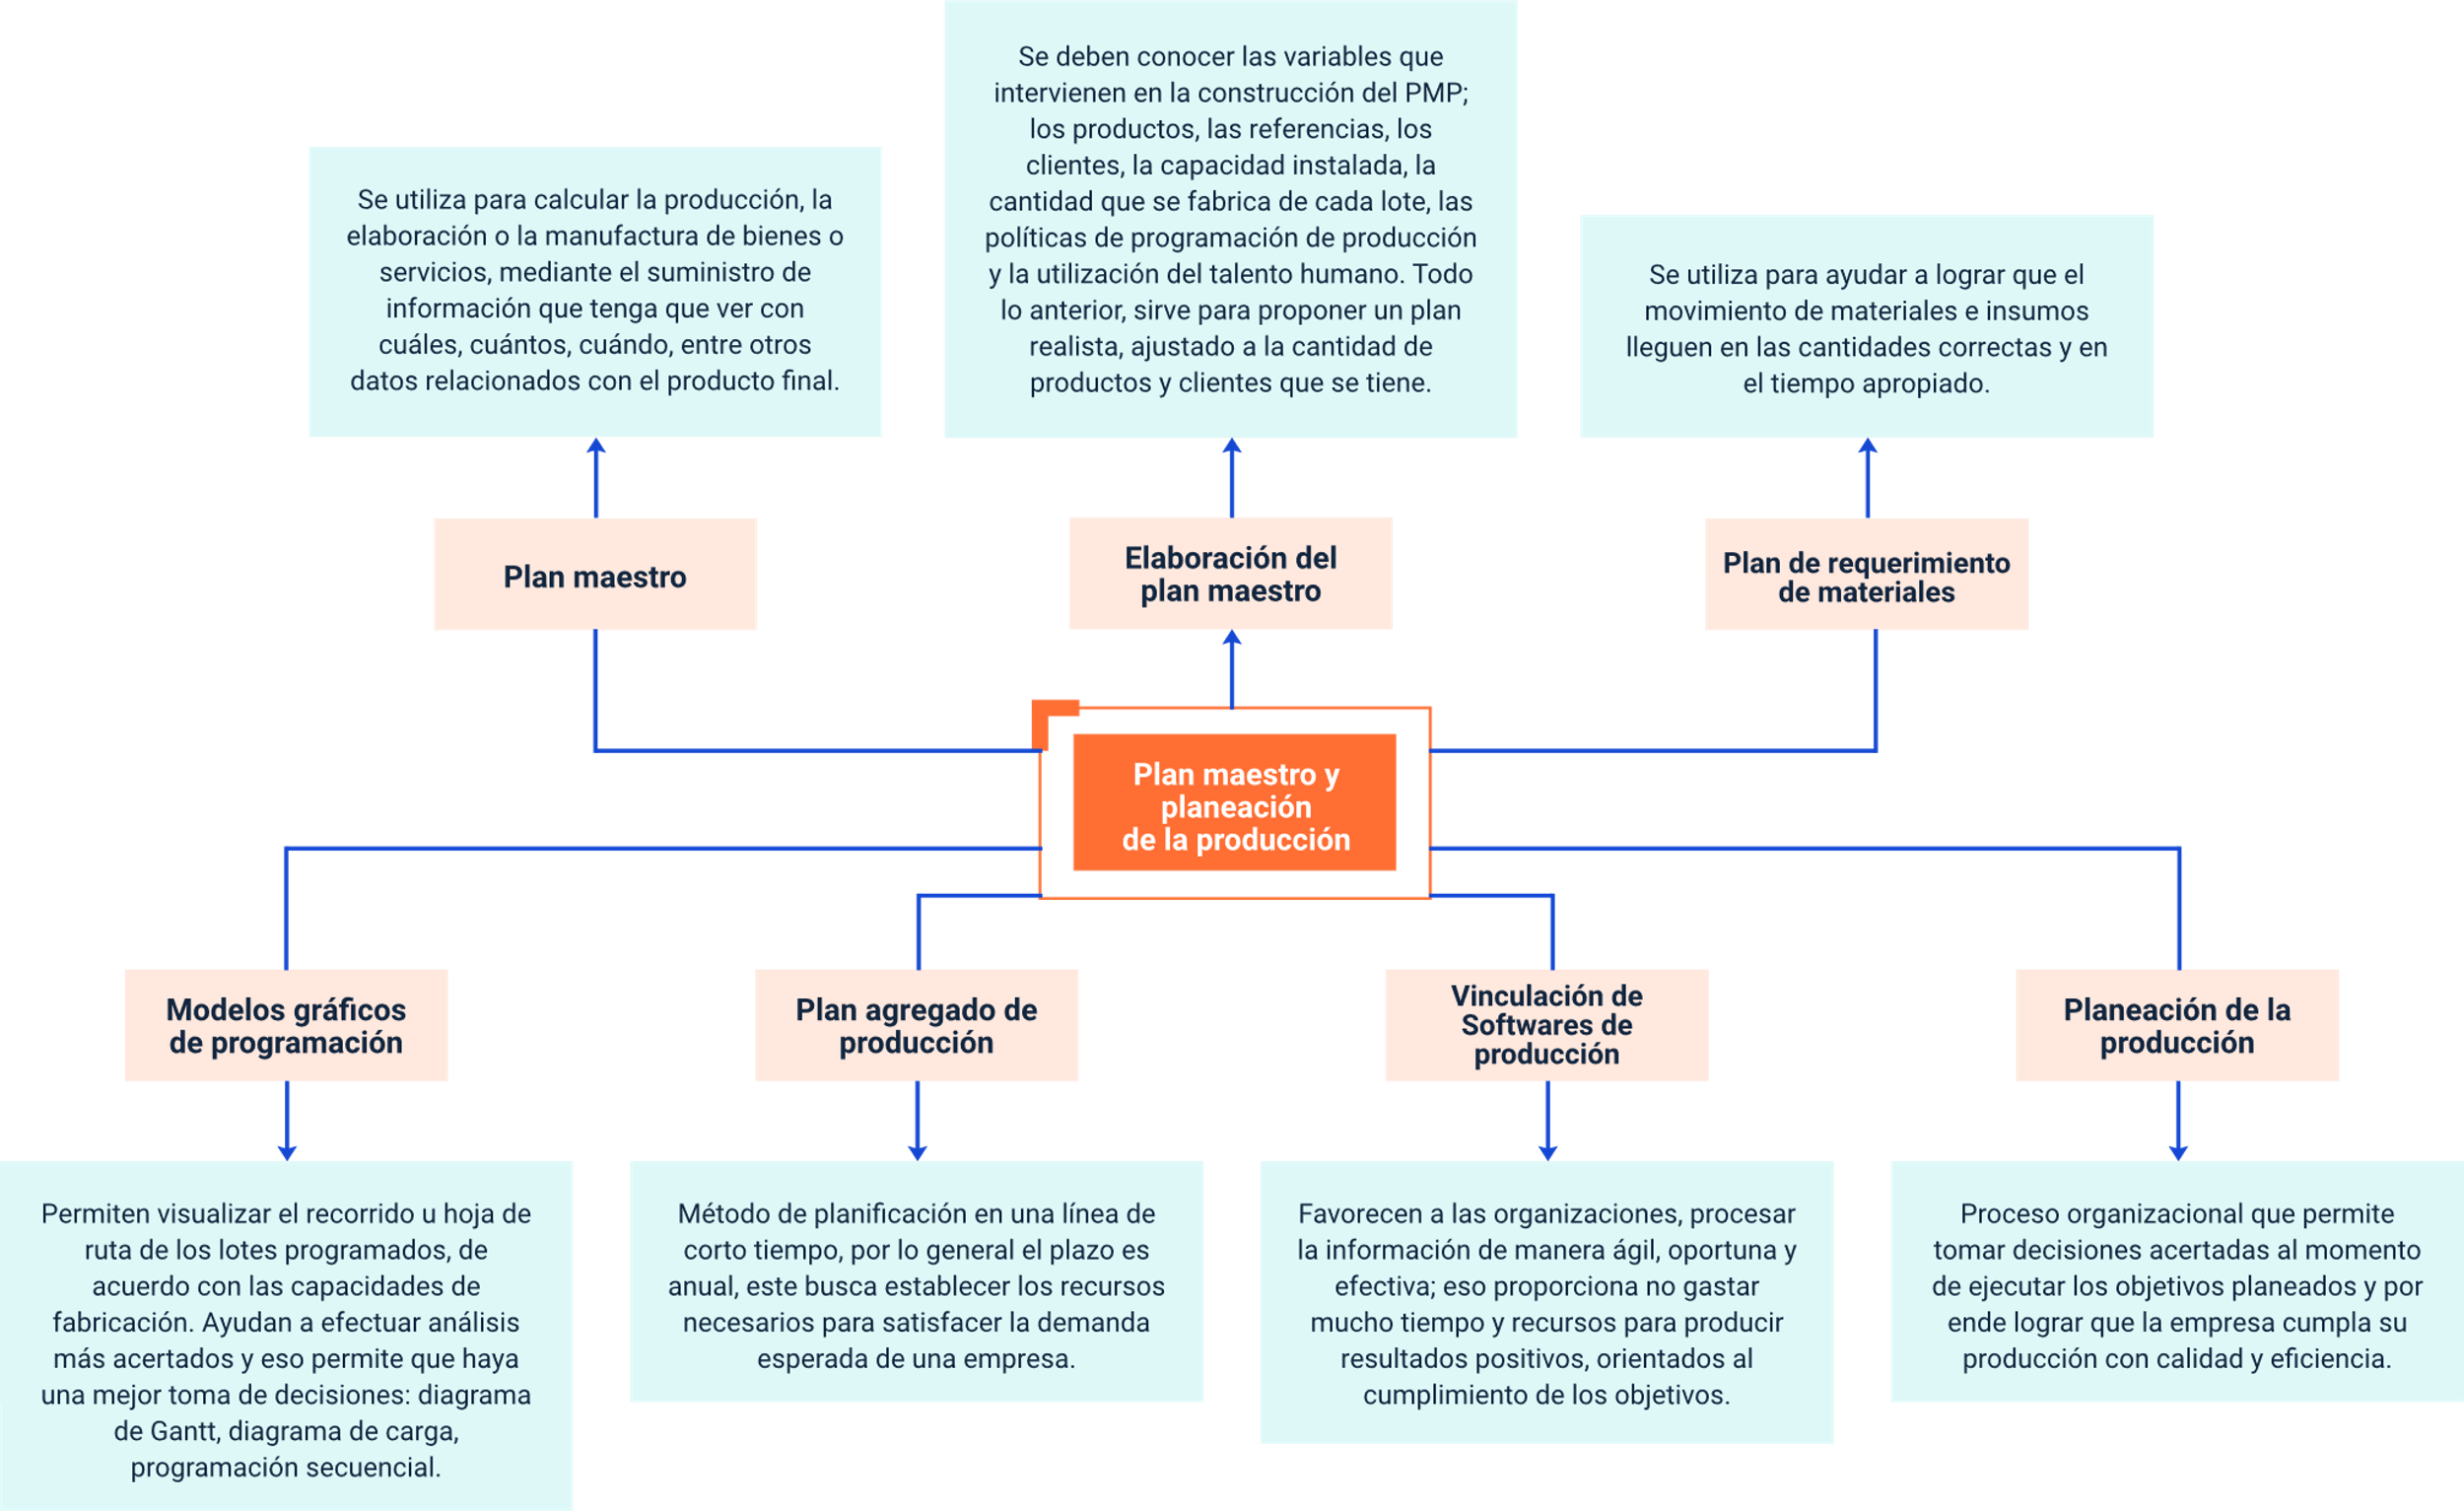 Se deben conocer las variables que
intervienen en la construcción del PMP;
los productos, las referencias, los
clientes, la capacidad instalada, la
cantidad que se fabrica de cada lote, las
políticas de programación de producción
y la utilización del talento humano. Todo
lo anterior, sirve para proponer un plan
realista, ajustado a la cantidad de
productos y clientes que se tiene.
Se utiliza para calcular la producción, la
elaboración o la manufactura de bienes o
servicios, mediante el suministro de
información que tenga que ver con
cuáles, cuántos, cuándo, entre otros
datos relacionados con el producto final.
Se utiliza para ayudar a lograr que el
movimiento de materiales e insumos
lleguen en las cantidades correctas y en
el tiempo apropiado.
Plan maestro
Elaboración del
plan maestro
Plan de requerimiento
de materiales
Plan maestro y
planeación
de la producción
Modelos gráficos
de programación
Plan agregado de
producción
Vinculación de
Softwares de
producción
Planeación de la
producción
Permiten visualizar el recorrido u hoja de
ruta de los lotes programados, de
acuerdo con las capacidades de
fabricación. Ayudan a efectuar análisis
más acertados y eso permite que haya
una mejor toma de decisiones: diagrama
de Gantt, diagrama de carga,
programación secuencial.
Método de planificación en una línea de
corto tiempo, por lo general el plazo es
anual, este busca establecer los recursos
necesarios para satisfacer la demanda
esperada de una empresa.
Favorecen a las organizaciones, procesar
la información de manera ágil, oportuna y
efectiva; eso proporciona no gastar
mucho tiempo y recursos para producir
resultados positivos, orientados al
cumplimiento de los objetivos.
Proceso organizacional que permite
tomar decisiones acertadas al momento
de ejecutar los objetivos planeados y por
ende lograr que la empresa cumpla su
producción con calidad y eficiencia.